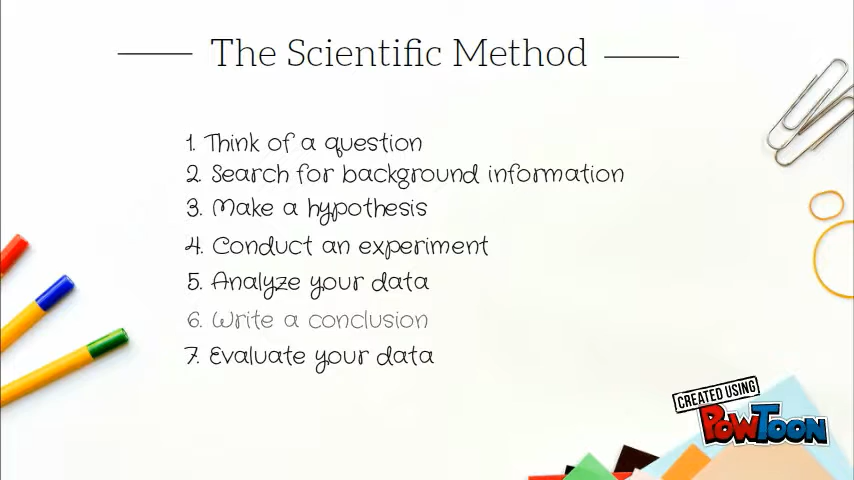 The Scientific Method
1. Think of a question
2. Search for background information
3. Make a hypothesis
4. Conduct an experiment
5. Analyze your data
6. Write a conclusion
7. Evaluate your data
CREATED USING
POWTOON